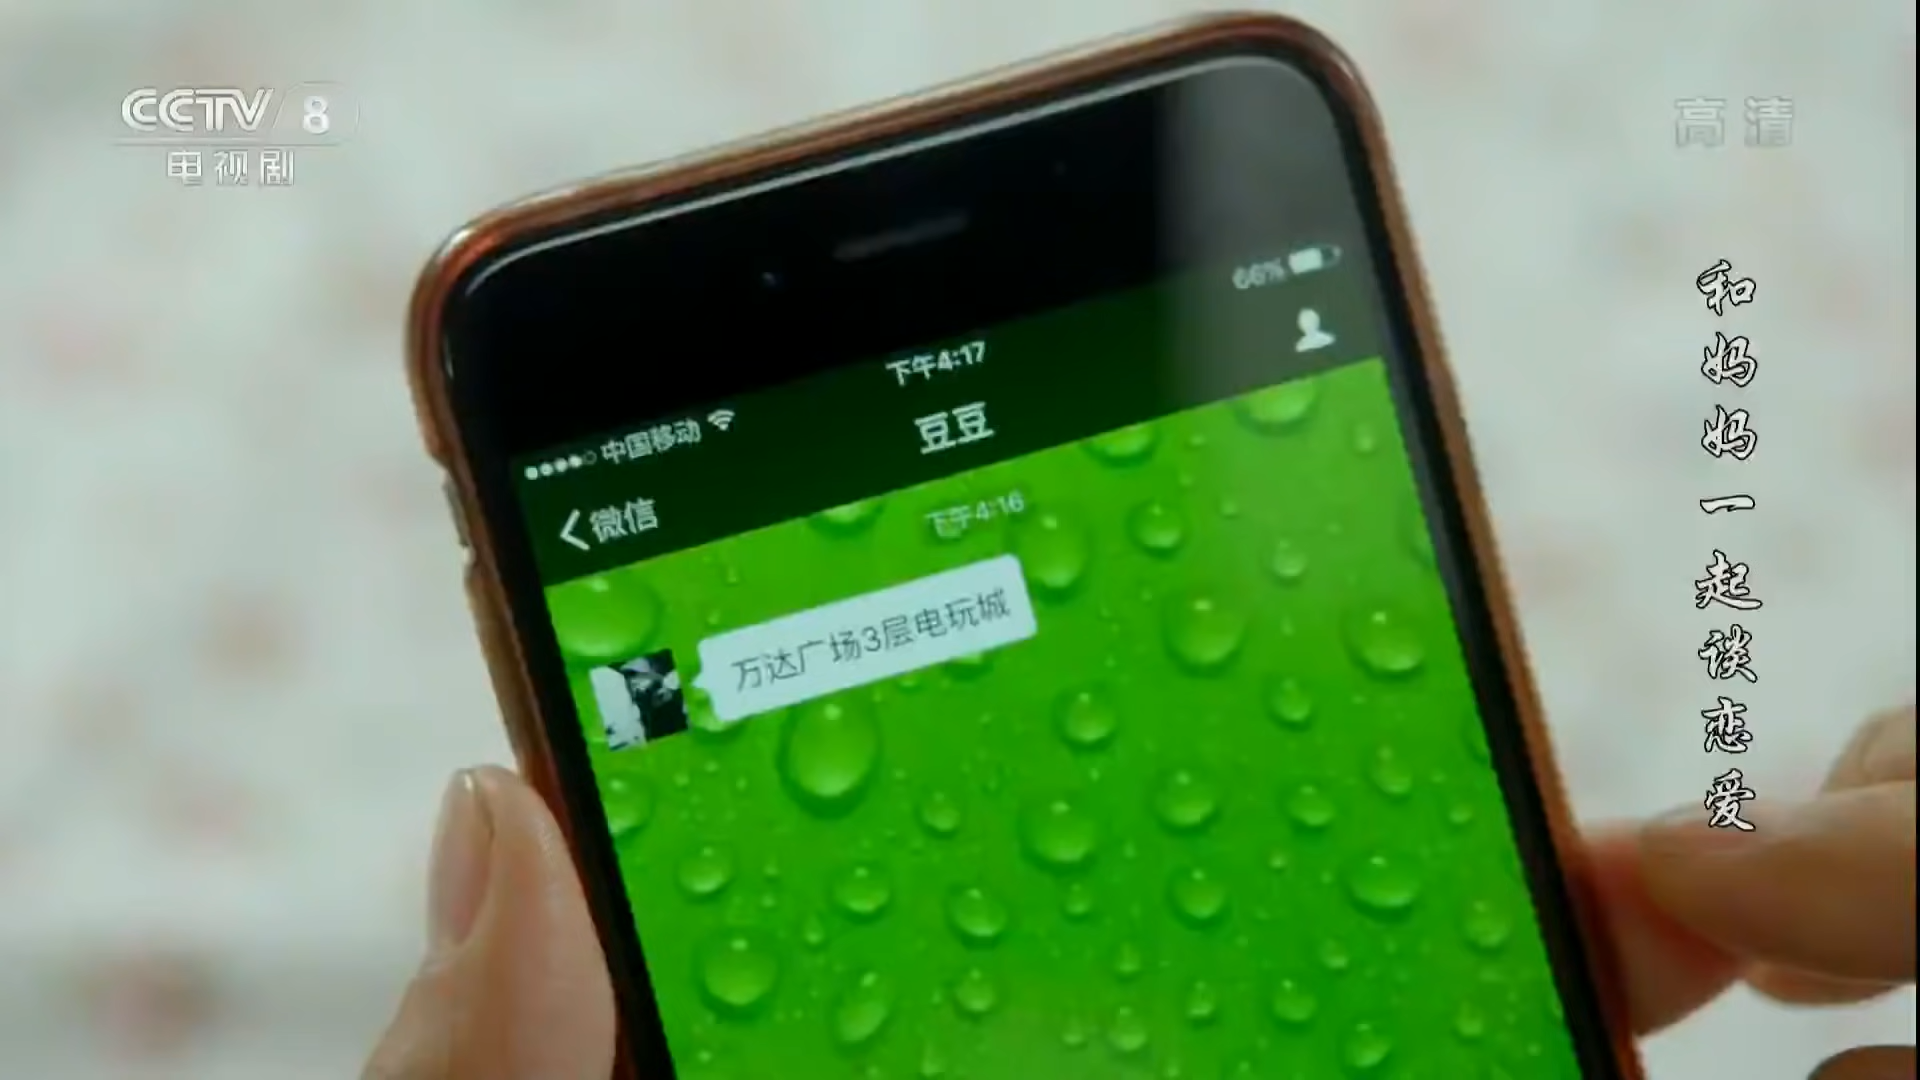 CCTV 8
电视剧
高清
66%
下午4:17
中国移动
豆豆
微信
下午4:16
万达广场3层电玩城
和妈妈一起谈恋爱